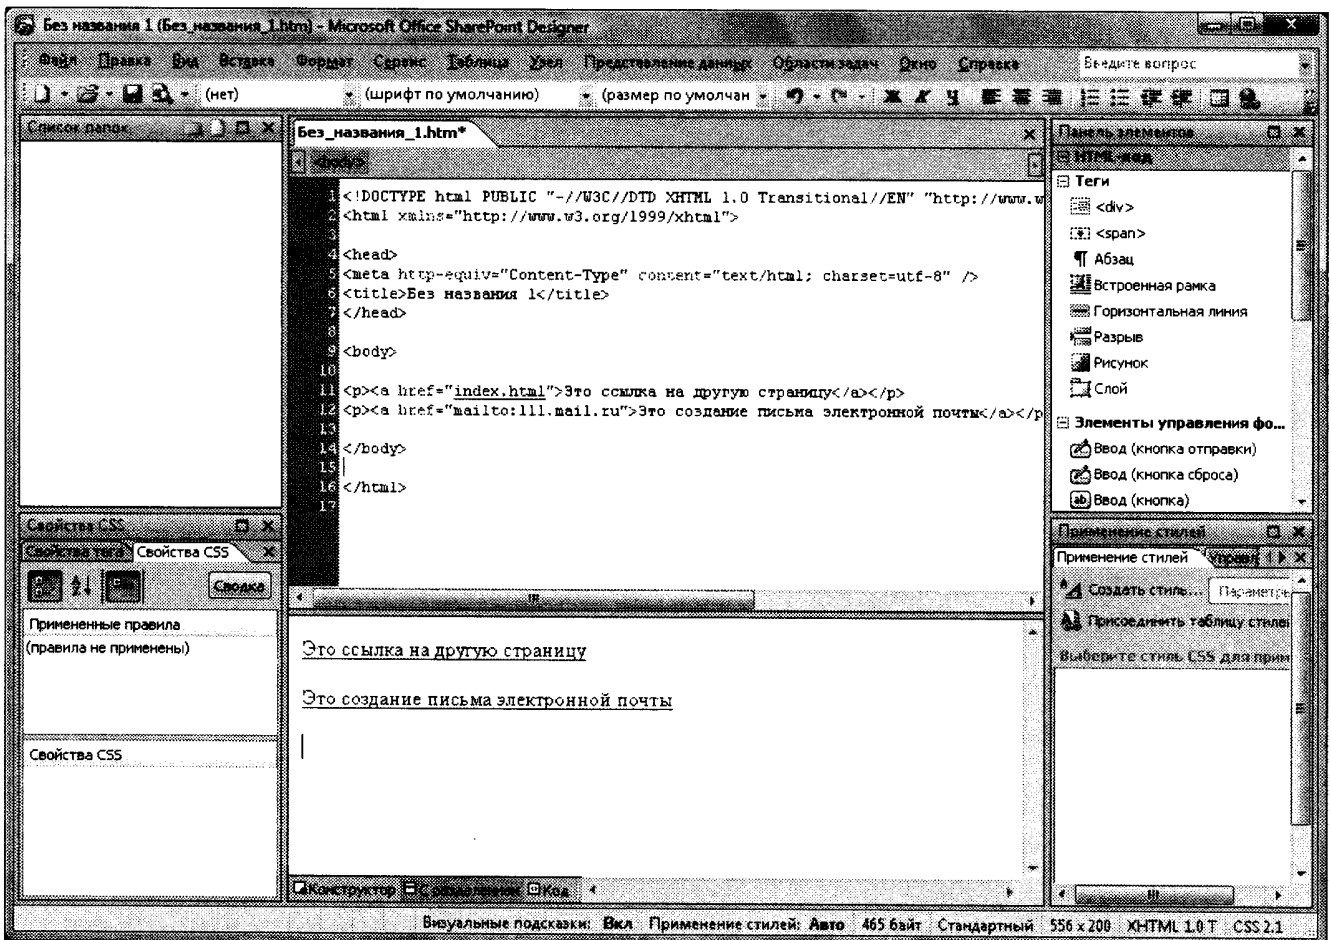 Без названия 1 (Без_названия_1.htm) - Microsoft Office SharePoint Designer
Файл Правка Вид Вставка Формат Сервис Таблица Узел Представление данных Области задач Окно Справка Введите вопрос
(нет) (шрифт по умолчанию) (размер по умолчан Ж К Ч
Список папок
Без_названия_1.htm*
<body>
1 <!DOCTYPE html PUBLIC "-//W3C//DTD XHTML 1.0 Transitional//EN" "http://www.w
2 <html xmlns="http://www.w3.org/1999/xhtml">
3
4 <head>
5 <meta http-equiv="Content-Type" content="text/html; charset=utf-8" />
6 <title>Без названия 1</title>
7 </head>
8
9 <body>
10
11 <p><a href="index.html">Это ссылка на другую страницу</a></p>
12 <p><a href="mailto:111.mail.ru">Это создание письма электронной почты</a></p
13
14 </body>
15
16 </html>
17
Это ссылка на другую страницу
Это создание письма электронной почты
Конструктор С разделением Код
Панель элементов
HTML-код
Теги
<div>
<span>
Абзац
Встроенная рамка
Горизонтальная линия
Разрыв
Рисунок
Слой
Элементы управления фо...
Ввод (кнопка отправки)
Ввод (кнопка сброса)
Ввод (кнопка)
Свойства CSS
Свойства тега Свойства CSS
Сводка
Примененные правила
(правила не применены)
Свойства CSS
Применение стилей
Применение стилей Управл
Создать стиль... Параметры
Присоединить таблицу стилей
Выберите стиль CSS для прим
Визуальные подсказки: Вкл Применение стилей: Авто 465 байт Стандартный 556 x 200 XHTML 1.0 T CSS 2.1